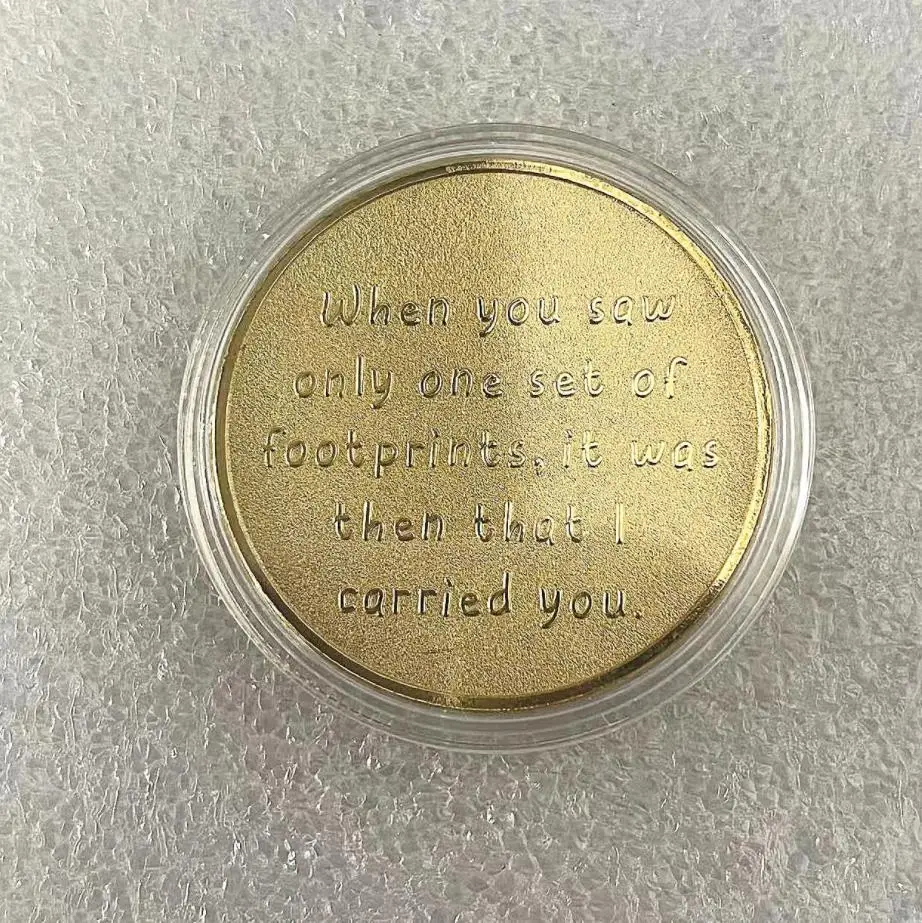 When you saw
only one set of
footprints, it was
then that I
carried you.